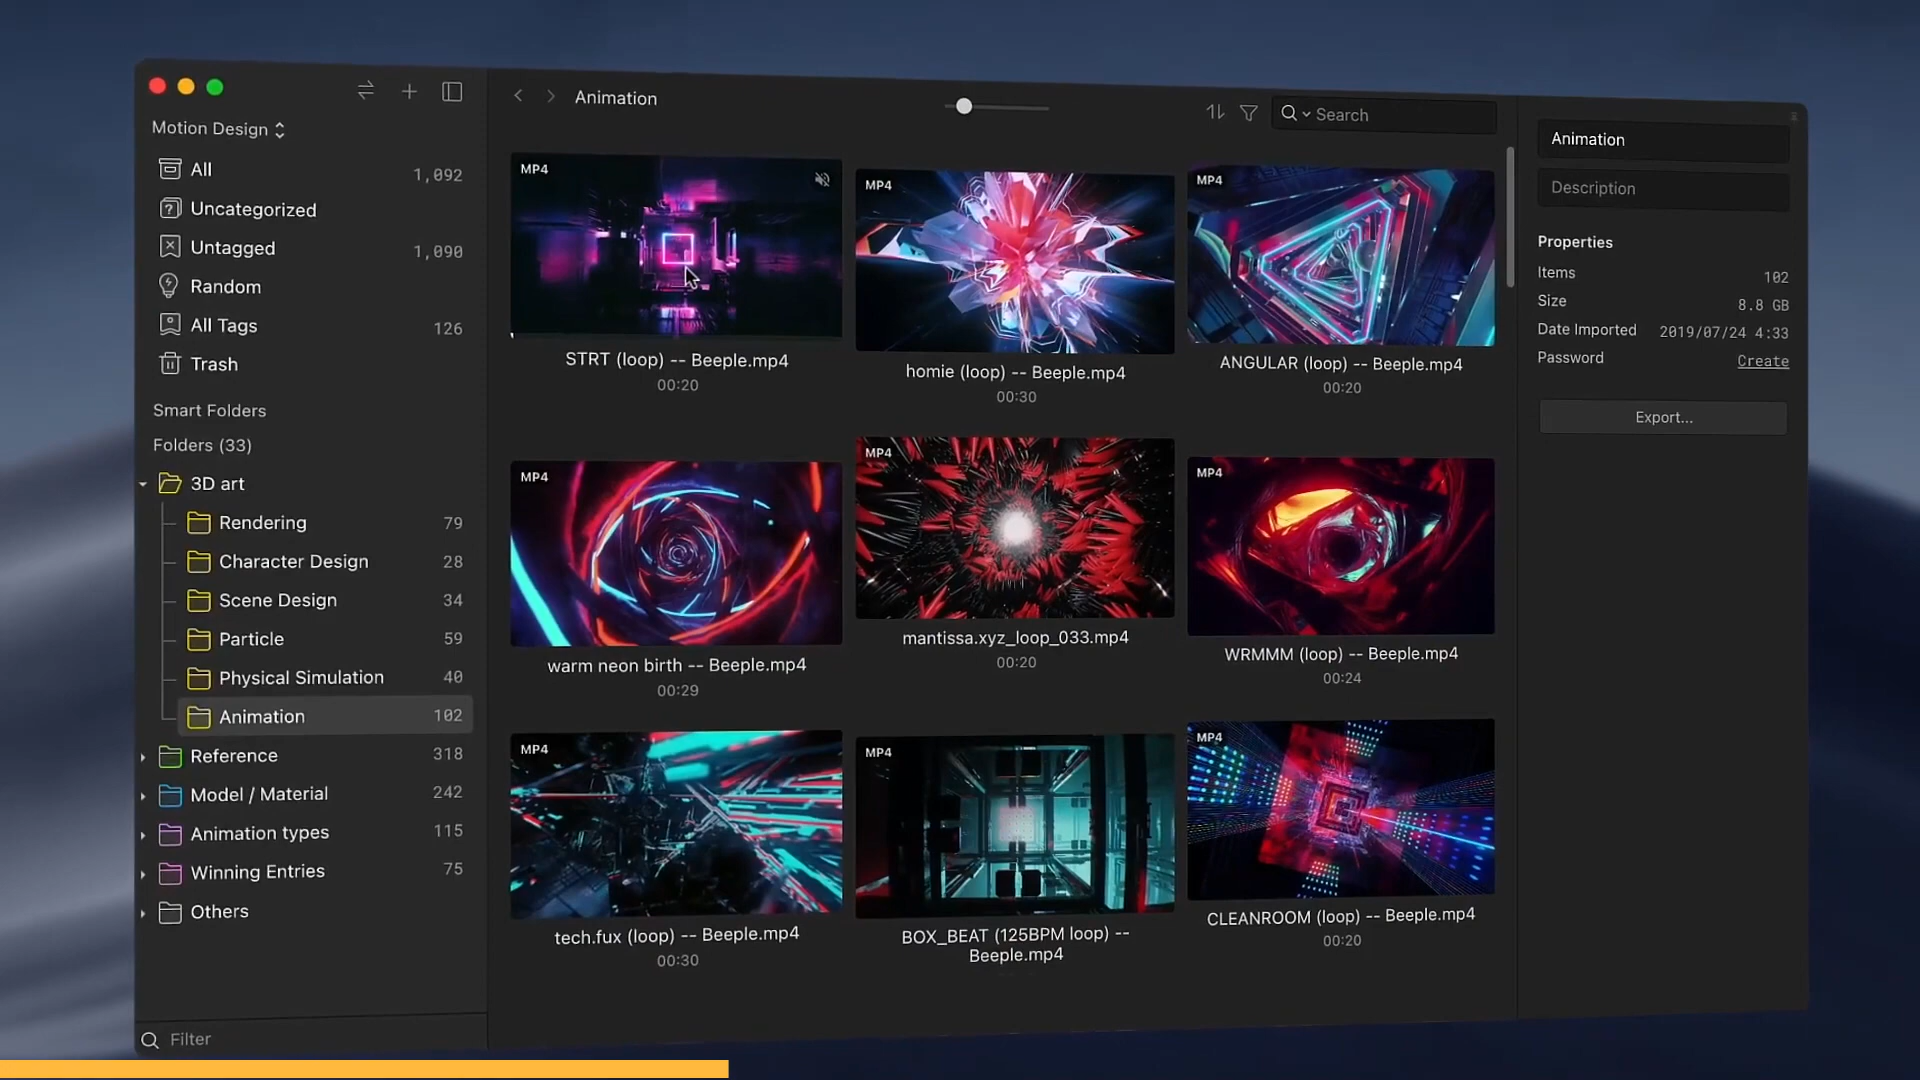 Motion Design
All 1,092
Uncategorized
Untagged 1,090
Random
All Tags 126
Trash
Smart Folders
Folders (33)
3D art
Rendering 79
Character Design 28
Scene Design 34
Particle 59
Physical Simulation 40
Animation 102
Reference 318
Model / Material 242
Animation types 115
Winning Entries 75
Others
Filter
Animation
Search
MP4
STRT (loop) -- Beeple.mp4
00:20
MP4
homie (loop) -- Beeple.mp4
00:30
MP4
ANGULAR (loop) -- Beeple.mp4
00:20
MP4
warm neon birth -- Beeple.mp4
00:29
MP4
mantissa.xyz_loop_033.mp4
00:20
MP4
WRMMM (loop) -- Beeple.mp4
00:24
MP4
tech.fux (loop) -- Beeple.mp4
00:30
MP4
BOX_BEAT (125BPM loop) --
Beeple.mp4
MP4
CLEANROOM (loop) -- Beeple.mp4
00:20
Animation
Description
Properties
Items 102
Size 8.8 GB
Date Imported 2019/07/24 4:33
Password Create
Export...